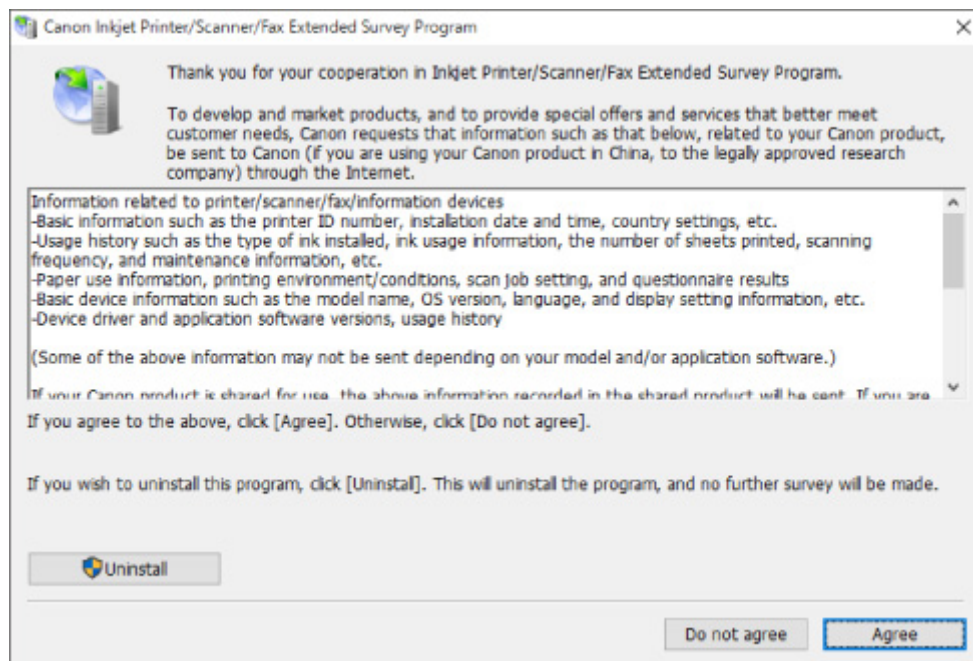 Canon Inkjet Printer/Scanner/Fax Extended Survey Program
Thank you for your cooperation in Inkjet Printer/Scanner/Fax Extended Survey Program.
To develop and market products, and to provide special offers and services that better meet
customer needs, Canon requests that information such as that below, related to your Canon product,
be sent to Canon (if you are using your Canon product in China, to the legally approved research
company) through the Internet.
Information related to printer/scanner/fax/information devices
-Basic information such as the printer ID number, installation date and time, country settings, etc.
-Usage history such as the type of ink installed, ink usage information, the number of sheets printed, scanning
frequency, and maintenance information, etc.
-Paper use information, printing environment/conditions, scan job setting, and questionnaire results
-Basic device information such as the model name, OS version, language, and display setting information, etc.
-Device driver and application software versions, usage history
(Some of the above information may not be sent depending on your model and/or application software.)
If your Canon product is shared for use, the above information recorded in the shared product will be sent. If you are
If you agree to the above, click [Agree]. Otherwise, click [Do not agree].
If you wish to uninstall this program, click [Uninstall]. This will uninstall the program, and no further survey will be made.
Uninstall
Do not agree
Agree